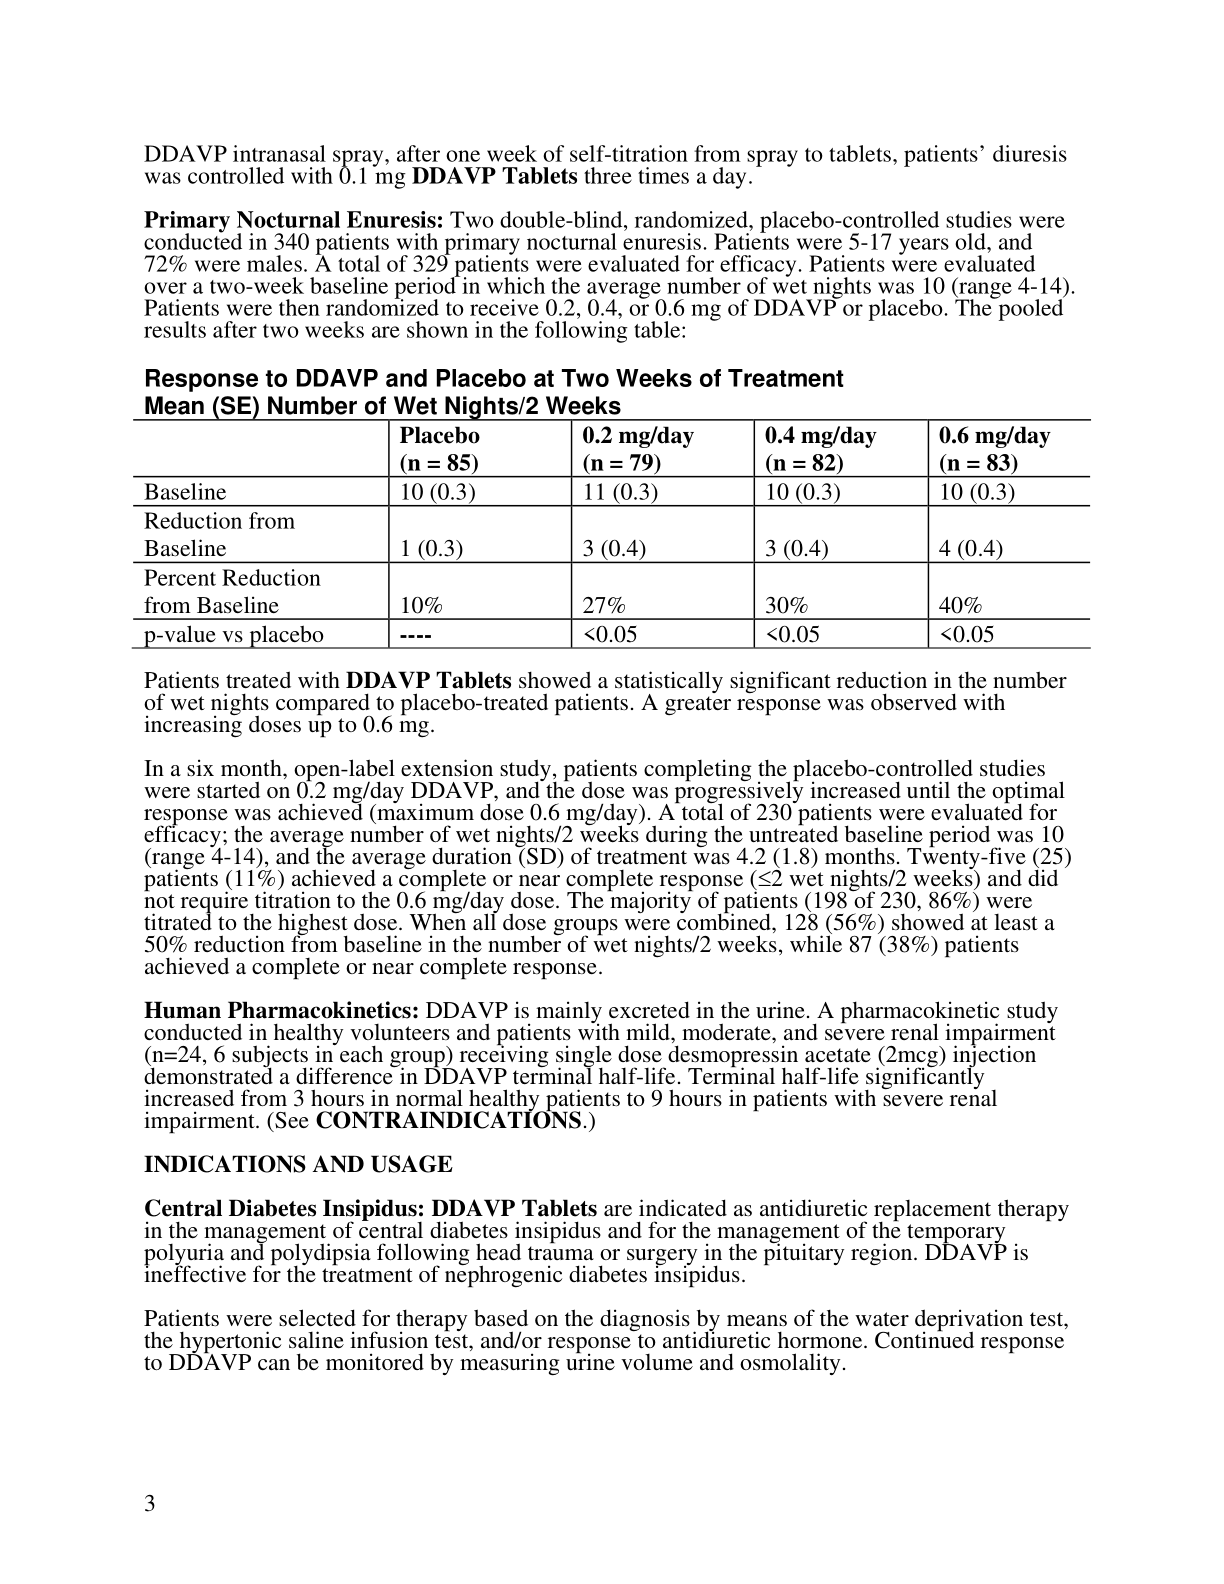 DDAVP intranasal spray, after one week of self-titration from spray to tablets, patients’ diuresis
was controlled with 0.1 mg DDAVP Tablets three times a day.
Primary Nocturnal Enuresis: Two double-blind, randomized, placebo-controlled studies were
conducted in 340 patients with primary nocturnal enuresis. Patients were 5-17 years old, and
72% were males. A total of 329 patients were evaluated for efficacy. Patients were evaluated
over a two-week baseline period in which the average number of wet nights was 10 (range 4-14).
Patients were then randomized to receive 0.2, 0.4, or 0.6 mg of DDAVP or placebo. The pooled
results after two weeks are shown in the following table:
Response to DDAVP and Placebo at Two Weeks of Treatment
Mean (SE) Number of Wet Nights/2 Weeks
Placebo 0.2 mg/day 0.4 mg/day 0.6 mg/day
(n = 85) (n = 79) (n = 82) (n = 83)
Baseline 10 (0.3) 11 (0.3) 10 (0.3) 10 (0.3)
Reduction from
Baseline 1 (0.3) 3 (0.4) 3 (0.4) 4 (0.4)
Percent Reduction
from Baseline 10% 27% 30% 40%
p-value vs placebo ---- <0.05 <0.05 <0.05
Patients treated with DDAVP Tablets showed a statistically significant reduction in the number
of wet nights compared to placebo-treated patients. A greater response was observed with
increasing doses up to 0.6 mg.
In a six month, open-label extension study, patients completing the placebo-controlled studies
were started on 0.2 mg/day DDAVP, and the dose was progressively increased until the optimal
response was achieved (maximum dose 0.6 mg/day). A total of 230 patients were evaluated for
efficacy; the average number of wet nights/2 weeks during the untreated baseline period was 10
(range 4-14), and the average duration (SD) of treatment was 4.2 (1.8) months. Twenty-five (25)
patients (11%) achieved a complete or near complete response (≤2 wet nights/2 weeks) and did
not require titration to the 0.6 mg/day dose. The majority of patients (198 of 230, 86%) were
titrated to the highest dose. When all dose groups were combined, 128 (56%) showed at least a
50% reduction from baseline in the number of wet nights/2 weeks, while 87 (38%) patients
achieved a complete or near complete response.
Human Pharmacokinetics: DDAVP is mainly excreted in the urine. A pharmacokinetic study
conducted in healthy volunteers and patients with mild, moderate, and severe renal impairment
(n=24, 6 subjects in each group) receiving single dose desmopressin acetate (2mcg) injection
demonstrated a difference in DDAVP terminal half-life. Terminal half-life significantly
increased from 3 hours in normal healthy patients to 9 hours in patients with severe renal
impairment. (See CONTRAINDICATIONS.)
INDICATIONS AND USAGE
Central Diabetes Insipidus: DDAVP Tablets are indicated as antidiuretic replacement therapy
in the management of central diabetes insipidus and for the management of the temporary
polyuria and polydipsia following head trauma or surgery in the pituitary region. DDAVP is
ineffective for the treatment of nephrogenic diabetes insipidus.
Patients were selected for therapy based on the diagnosis by means of the water deprivation test,
the hypertonic saline infusion test, and/or response to antidiuretic hormone. Continued response
to DDAVP can be monitored by measuring urine volume and osmolality.
3